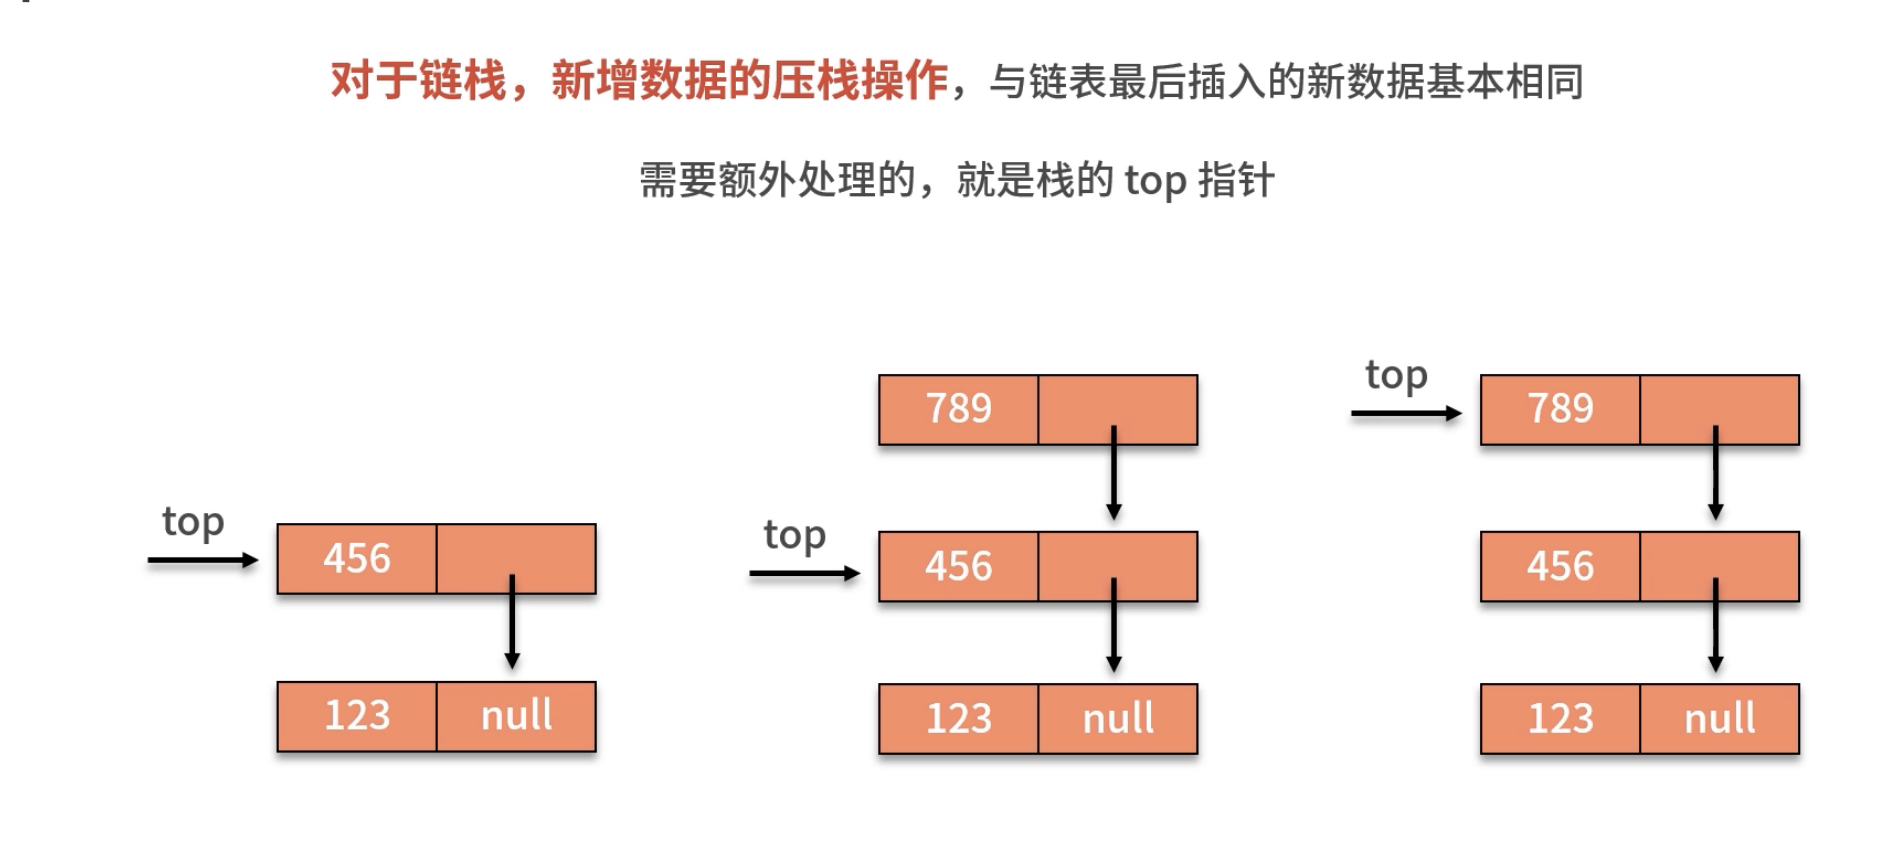 对于链栈，新增数据的压栈操作，与链表最后插入的新数据基本相同
需要额外处理的，就是栈的 top 指针
top
456
123 null
789
top
456
123 null
top
789
456
123 null